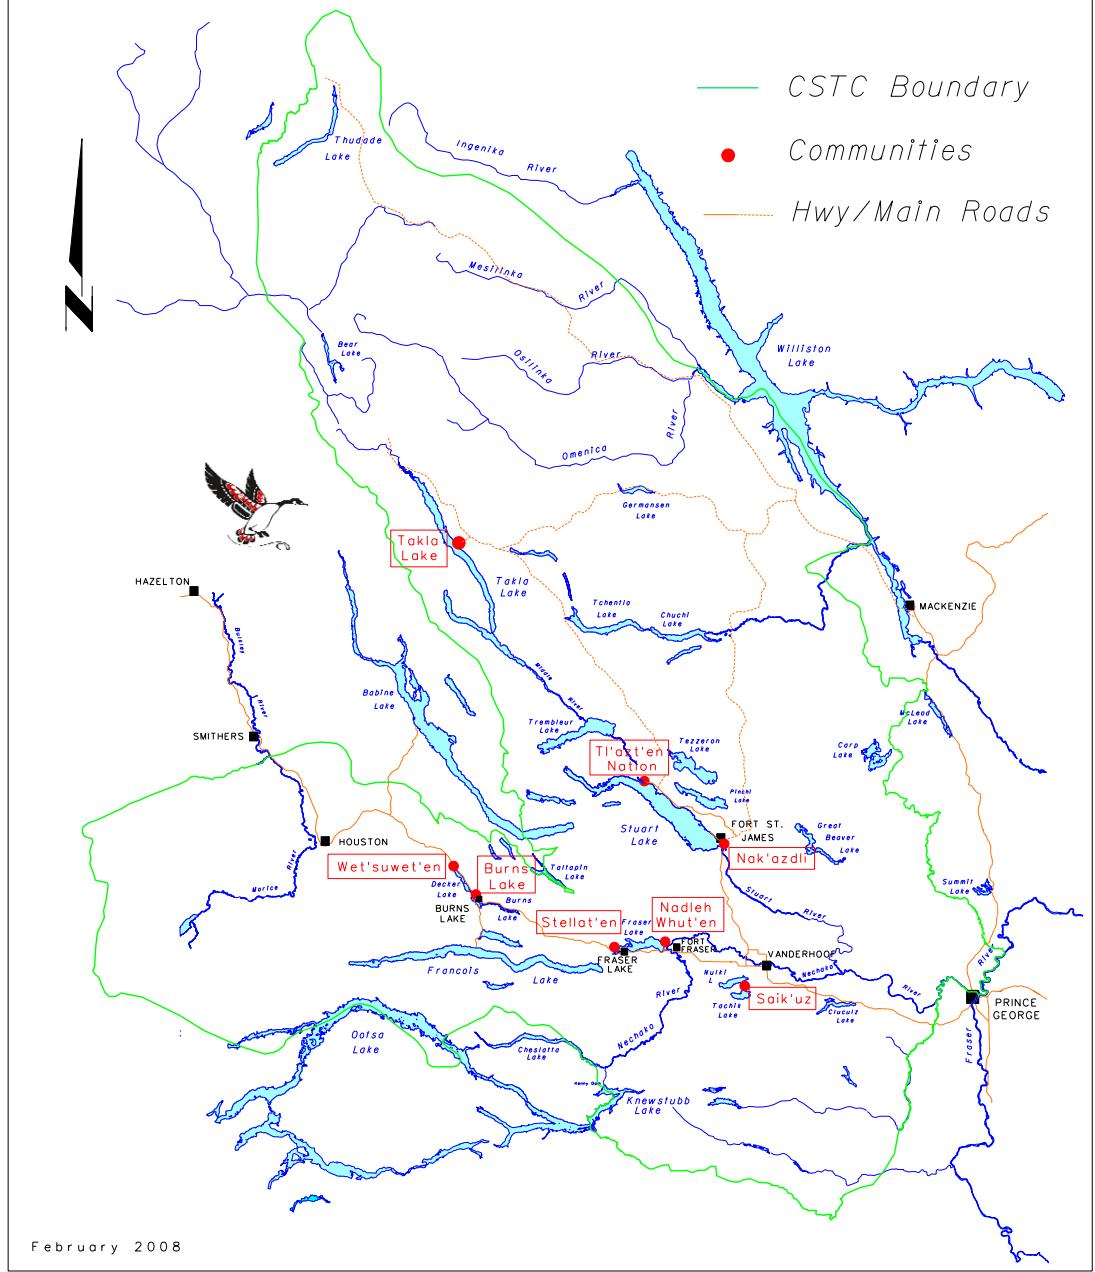 CSTC Boundary
Communities
Hwy/Main Roads
Thudade
Lake
Ingenika
River
Mesilinka
River
Bear
Lake
Osilinka
River
Williston
Lake
River
Omenica
Germansen
Lake
Takla
Lake
Takla
Lake
HAZELTON
Tchentlo
Lake
Chuchi
Lake
MACKENZIE
Bulkley
River
Middle
River
Babine
Lake
SMITHERS
McLeod
Lake
Trembleur
Lake
Tezzeron
Lake
Carp
Lake
Tl'azt'en
Nation
Pinchi
Lake
Stuart
Lake
FORT ST.
JAMES
Great
Beaver
Lake
HOUSTON
Nak'azdli
Wet'suwet'en
Burns
Lake
Taltapin
Lake
Morice
River
Decker
Lake
BURNS
LAKE
Burns
Lake
Summit
Lake
Stuart
River
Stellat'en
Nadleh
Whut'en
Fraser
Lake
FORT
FRASER
FRASER
LAKE
VANDERHOOF
Nechako
River
River
Francois
Lake
Nulki
L
Tachik
Lake
Saik'uz
Cluculz
Lake
PRINCE
GEORGE
River
Nechako
Fraser
Ootsa
Lake
Cheslatta
Lake
Kenny Dam
Knewstubb
Lake
N
February 2008